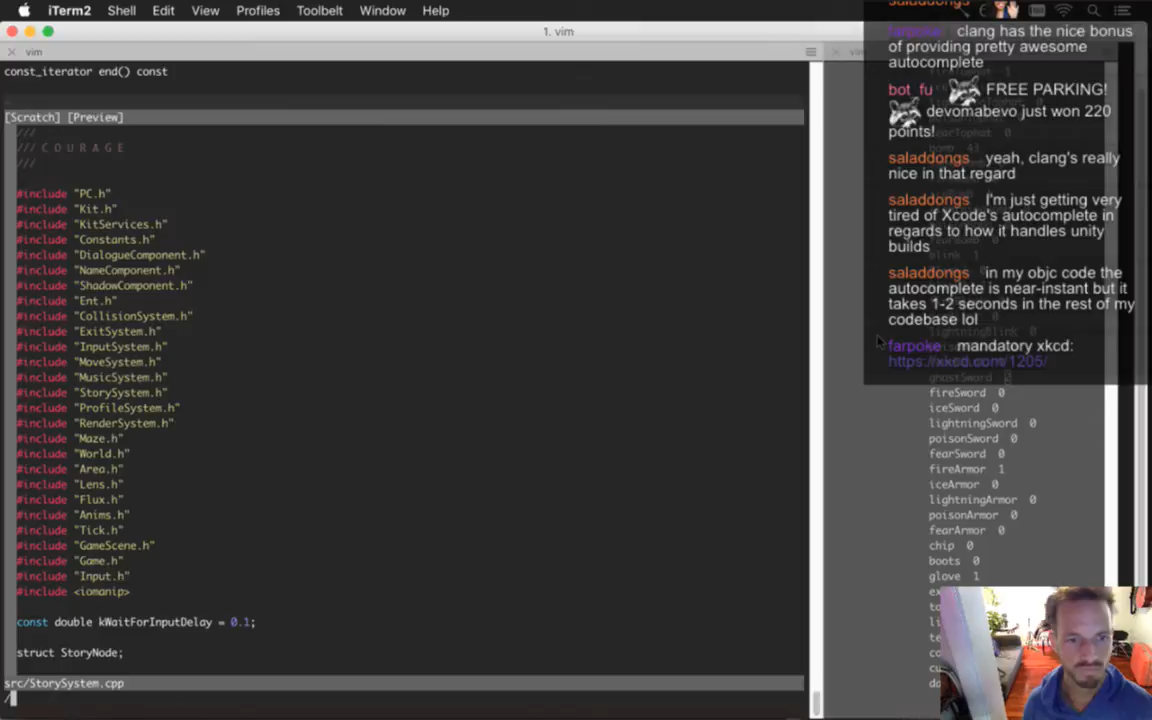 iTerm2 Shell Edit View Profiles Toolbelt Window Help
1. vim
vim
const_iterator end() const
[Scratch] [Preview]
///
/// C O U R A G E
///
#include "PC.h"
#include "Kit.h"
#include "KitServices.h"
#include "Constants.h"
#include "DialogueComponent.h"
#include "NameComponent.h"
#include "ShadowComponent.h"
#include "Ent.h"
#include "CollisionSystem.h"
#include "ExitSystem.h"
#include "InputSystem.h"
#include "MoveSystem.h"
#include "MusicSystem.h"
#include "StorySystem.h"
#include "ProfileSystem.h"
#include "RenderSystem.h"
#include "Maze.h"
#include "World.h"
#include "Area.h"
#include "Lens.h"
#include "Flux.h"
#include "Anims.h"
#include "Tick.h"
#include "GameScene.h"
#include "Game.h"
#include "Input.h"
#include <iomanip>
const double kWaitForInputDelay = 0.1;
struct StoryNode;
src/StorySystem.cpp
/
saladdongs
farpoke clang has the nice bonus
of providing pretty awesome
autocomplete
bot_fu FREE PARKING!
devomabevo just won 220
points!
saladdongs yeah, clang's really
nice in that regard
saladdongs I'm just getting very
tired of Xcode's autocomplete in
regards to how it handles unity
builds
saladdongs in my objc code the
autocomplete is near-instant but it
takes 1-2 seconds in the rest of my
codebase lol
farpoke mandatory xkcd:
https://xkcd.com/1205/
ghostSword
fireSword 0
iceSword 0
lightningSword 0
poisonSword 0
fearSword 0
fireArmor 1
iceArmor 0
lightningArmor 0
poisonArmor 0
fearArmor 0
chip 0
boots 0
glove 1